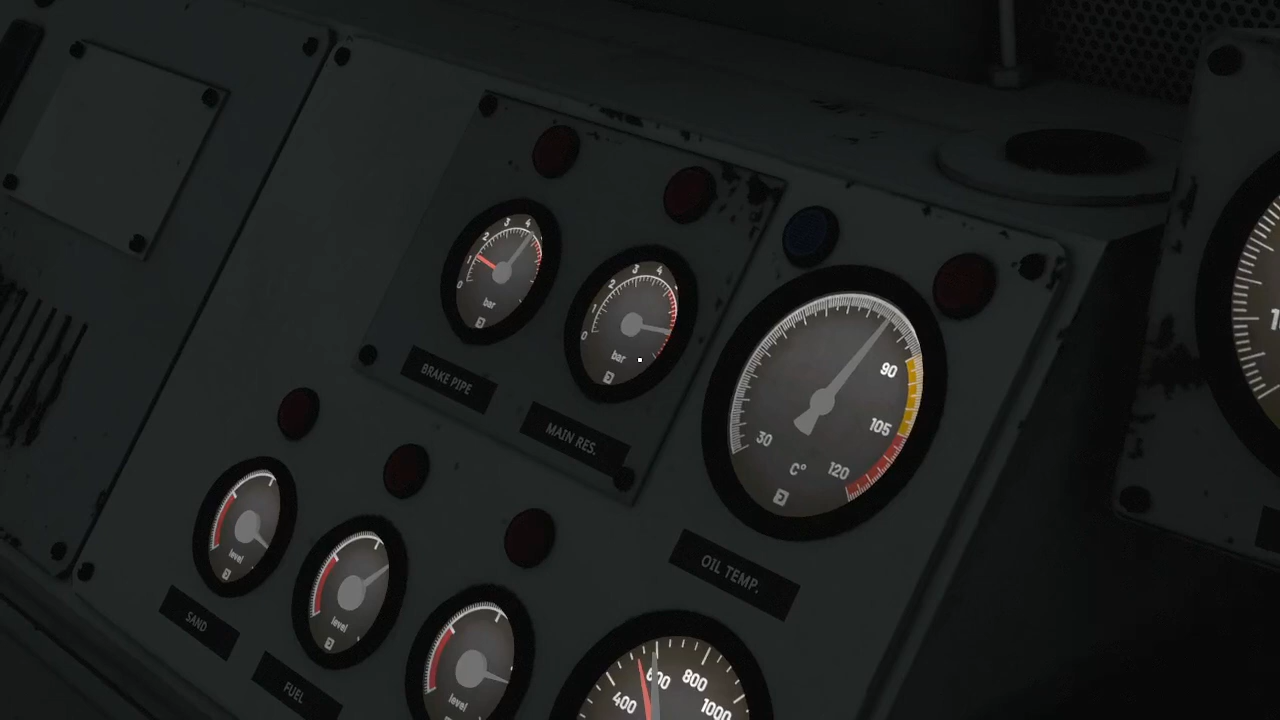 0 1 2 3 4
bar
BRAKE PIPE
0 1 2 3 4
bar
MAIN RES.
30 90 105 120
C°
OIL TEMP.
level
SAND
level
FUEL
level
400 600 800 1000